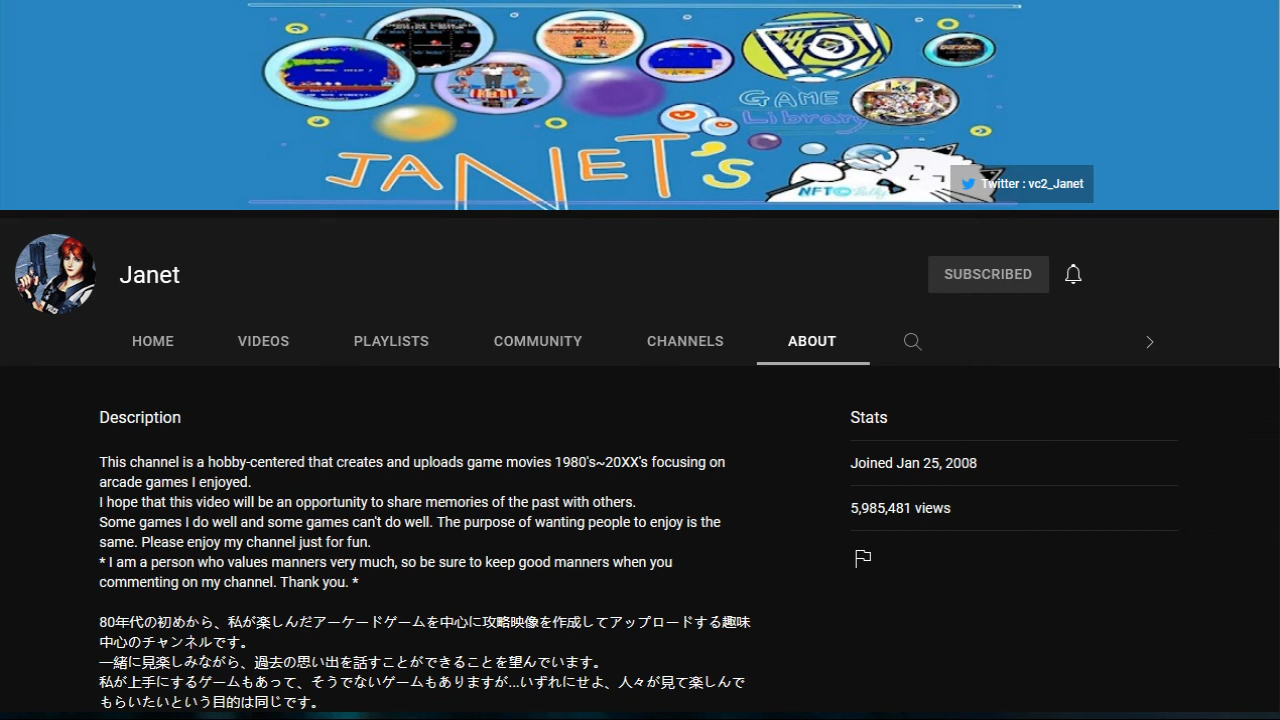 GAME
Library
JANET'S
NFT
Twitter : vc2_Janet
Janet
SUBSCRIBED
HOME VIDEOS PLAYLISTS COMMUNITY CHANNELS ABOUT
Description
This channel is a hobby-centered that creates and uploads game movies 1980's~20XX's focusing on
arcade games I enjoyed.
I hope that this video will be an opportunity to share memories of the past with others.
Some games I do well and some games can't do well. The purpose of wanting people to enjoy is the
same. Please enjoy my channel just for fun.
* I am a person who values manners very much, so be sure to keep good manners when you
commenting on my channel. Thank you. *
80年代の初めから、私が楽しんだアーケードゲームを中心に攻略映像を作成してアップロードする趣味
中心のチャンネルです。
一緒に見楽しみながら、過去の思い出を話すことができることを望んでいます。
私が上手にするゲームもあって、そうでないゲームもありますが...いずれにせよ、人々が見て楽しんで
もらいたいという目的は同じです。
Stats
Joined Jan 25, 2008
5,985,481 views